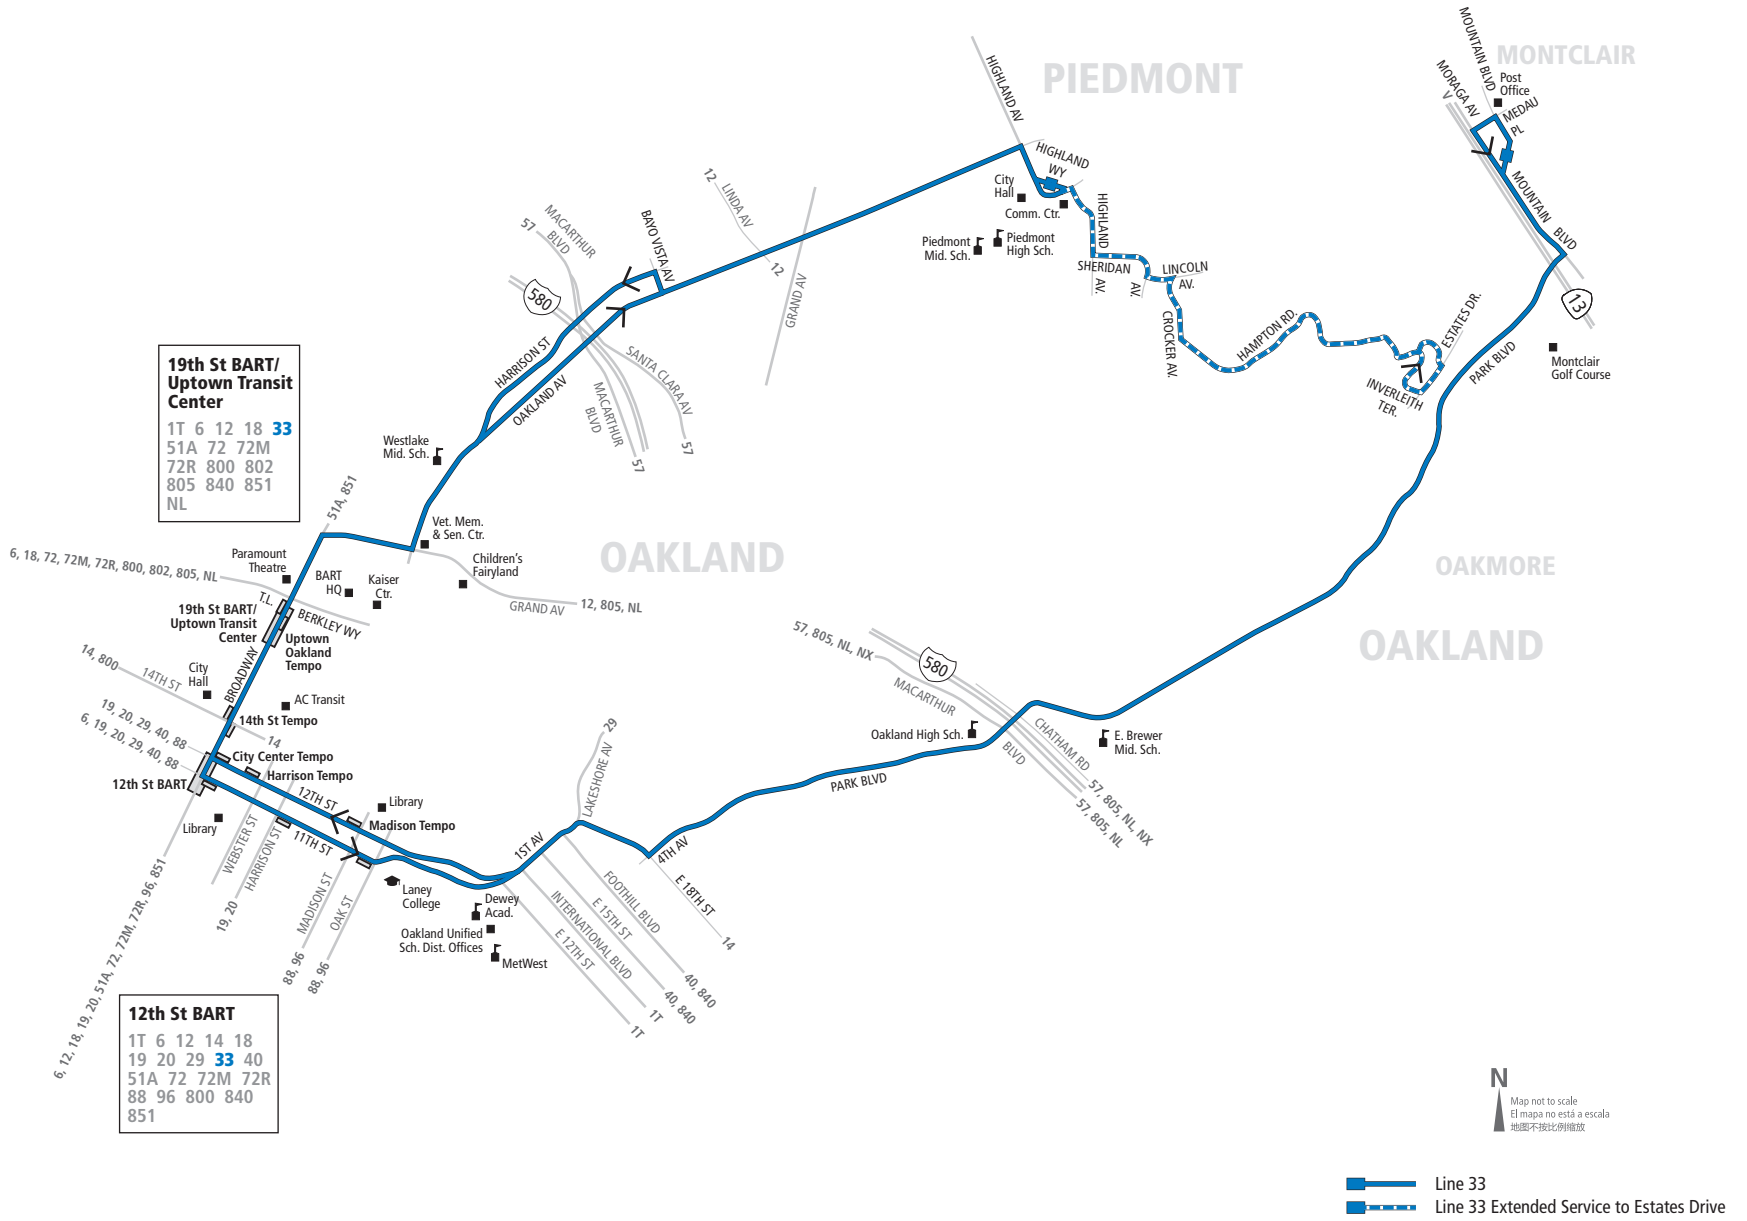 PIEDMONT
MONTCLAIR
OAKLAND
OAKMORE
OAKLAND
MOUNTAIN BLVD
MORAGA AV
V
Post
Office
MEDAU
PL
MOUNTAIN
BLVD
13
Montclair
Golf Course
HIGHLAND AV
HIGHLAND
WY
City
Hall
Comm. Ctr.
Piedmont
Mid. Sch.
Piedmont
High Sch.
HIGHLAND
AV.
SHERIDAN
AV.
LINCOLN
AV.
CROCKER AV.
HAMPTON RD.
ESTATES DR.
INVERLEITH
TER.
PARK BLVD
12
LINDA AV
12
GRAND AV
BAYO VISTA AV
MACARTHUR
BLVD
57
580
HARRISON ST
OAKLAND AV
SANTA CLARA AV
57
MACARTHUR
BLVD
57
19th St BART/
Uptown Transit
Center
1T 6 12 18 33
51A 72 72M
72R 800 802
805 840 851
NL
Westlake
Mid. Sch.
51A, 851
Vet. Mem.
& Sen. Ctr.
Children's
Fairyland
GRAND AV
12, 805, NL
6, 18, 72, 72M, 72R, 800, 802, 805, NL
Paramount
Theatre
BART
HQ
Kaiser
Ctr.
T.L.
BERKLEY WY
19th St BART/
Uptown Transit
Center
Uptown
Oakland
Tempo
BROADWAY
14, 800
14TH ST
City
Hall
AC Transit
14th St Tempo
14
19, 20, 29, 40, 88
6, 19, 20, 29, 40, 88
City Center Tempo
Harrison Tempo
12th St BART
12TH ST
Library
Madison Tempo
Library
11TH ST
WEBSTER ST
HARRISON ST
19, 20
MADISON ST
88, 96
OAK ST
88, 96
Laney
College
Dewey
Acad.
Oakland Unified
Sch. Dist. Offices
MetWest
1ST AV
LAKESHORE AV
29
4TH AV
E 18TH ST
14
FOOTHILL BLVD
40, 840
E 15TH ST
40, 840
INTERNATIONAL BLVD
1T
E 12TH ST
1T
PARK BLVD
Oakland High Sch.
57, 805, NL, NX
MACARTHUR
BLVD
580
CHATHAM RD
57, 805, NL, NX
57, 805, NL
E. Brewer
Mid. Sch.
6, 12, 18, 19, 20, 51A, 72, 72M, 72R, 96, 851
12th St BART
1T 6 12 14 18
19 20 29 33 40
51A 72 72M 72R
88 96 800 840
851
N
Map not to scale
El mapa no está a escala
地图不按比例缩放
Line 33
Line 33 Extended Service to Estates Drive